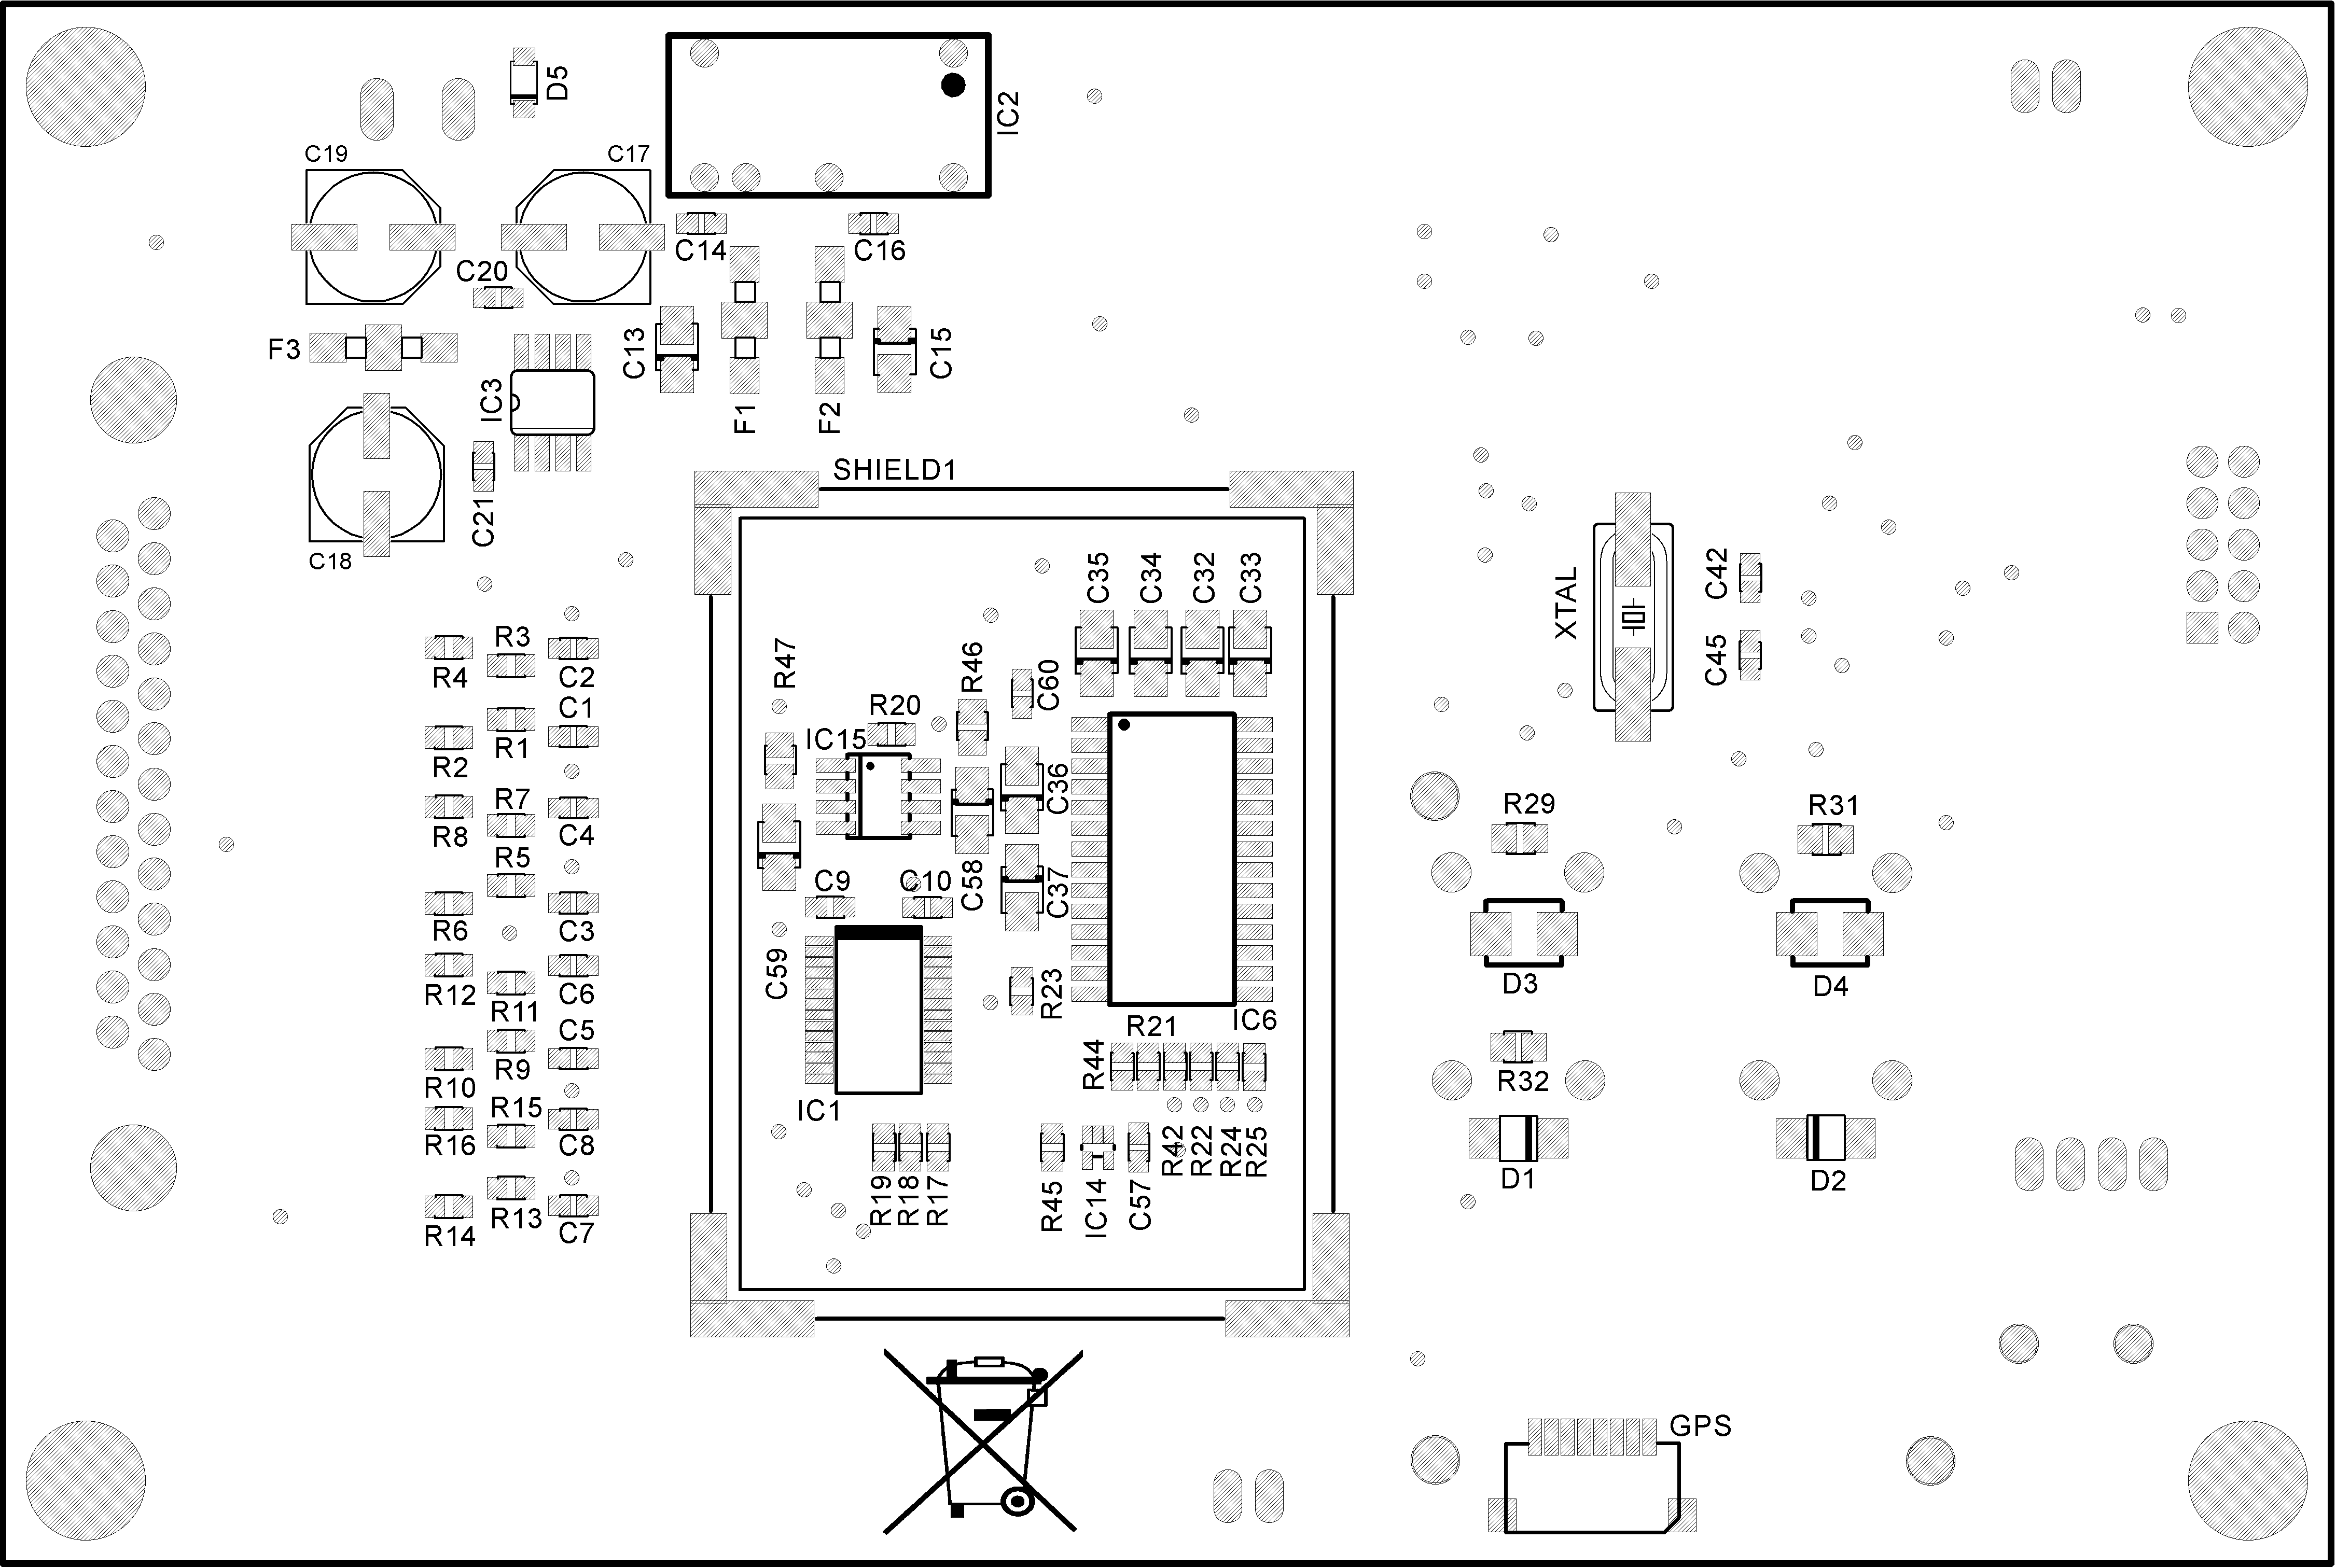 D5
IC2
C19
C17
C14
C16
C20
F3
C13
C15
IC3
F1
F2
SHIELD1
C21
C18
C35
C34
C32
C33
XTAL
C42
C45
R3
R4
C2
R47
R46
C60
C1
R20
R1
IC15
R2
C36
R7
R8
C4
R29
R31
R5
C9
C10
C58
C37
R6
C3
C59
R12
R11
C6
R23
D3
D4
C5
R21
IC6
R9
R10
R44
R32
R15
IC1
R16
C8
R42
R22
R24
R25
D1
D2
R19
R18
R17
R45
IC14
C57
R13
R14
C7
GPS